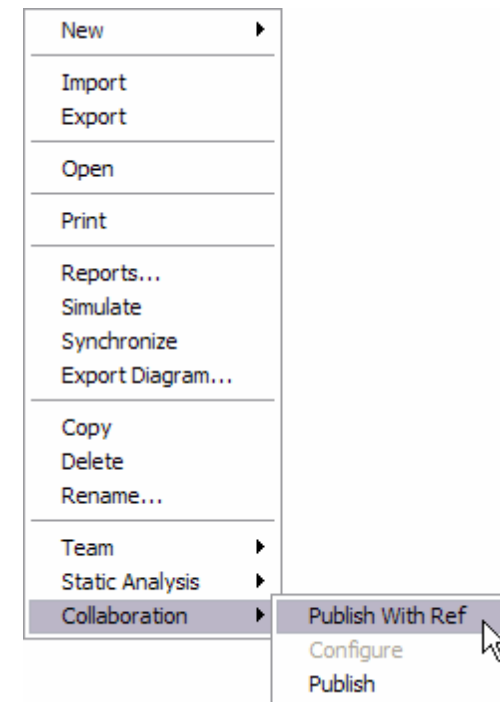 New
Import
Export
Open
Print
Reports...
Simulate
Synchronize
Export Diagram...
Copy
Delete
Rename...
Team
Static Analysis
Collaboration
Publish With Ref
Configure
Publish